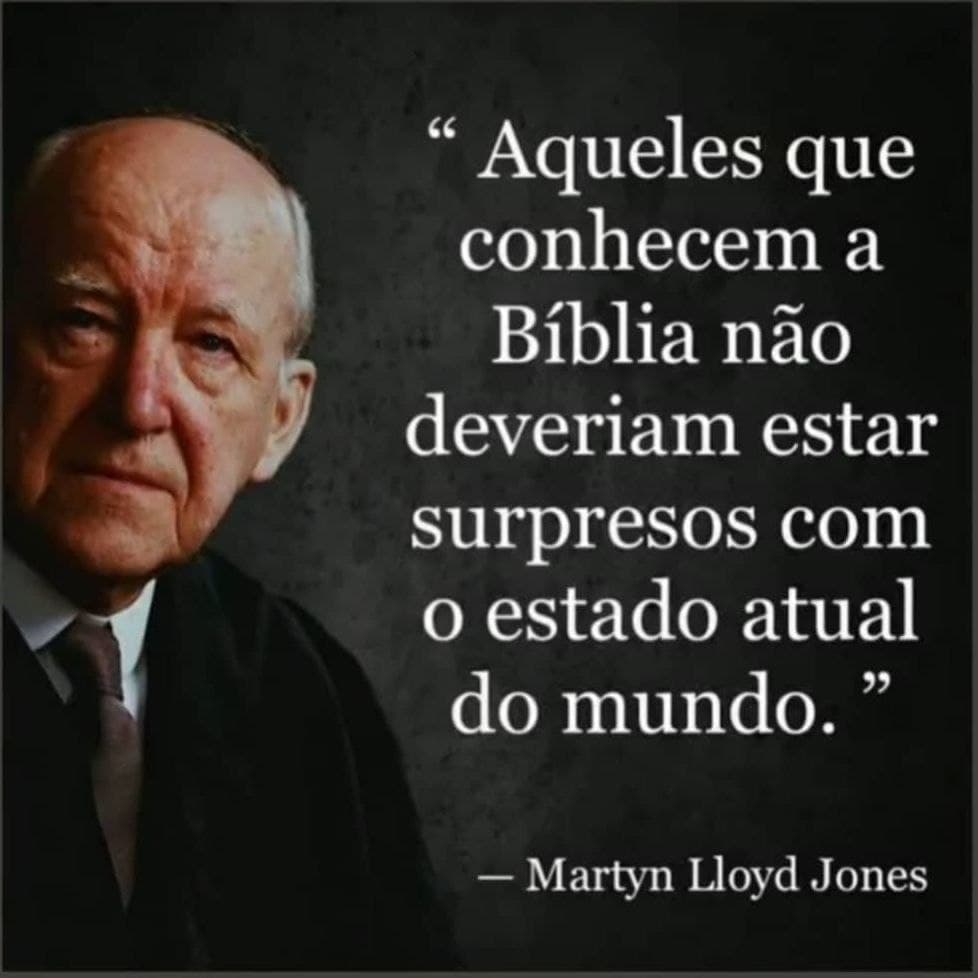 “ Aqueles que
conhecem a
Bíblia não
deveriam estar
surpresos com
o estado atual
do mundo. ”
— Martyn Lloyd Jones